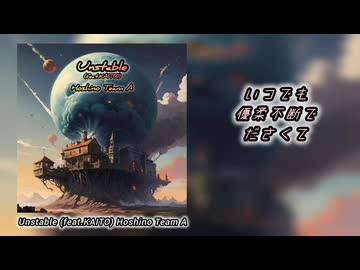 Unstable
(feat.KAITO)
Hoshino Team A
いつでも
優柔不断で
ださくて
Unstable (feat.KAITO) Hoshino Team A